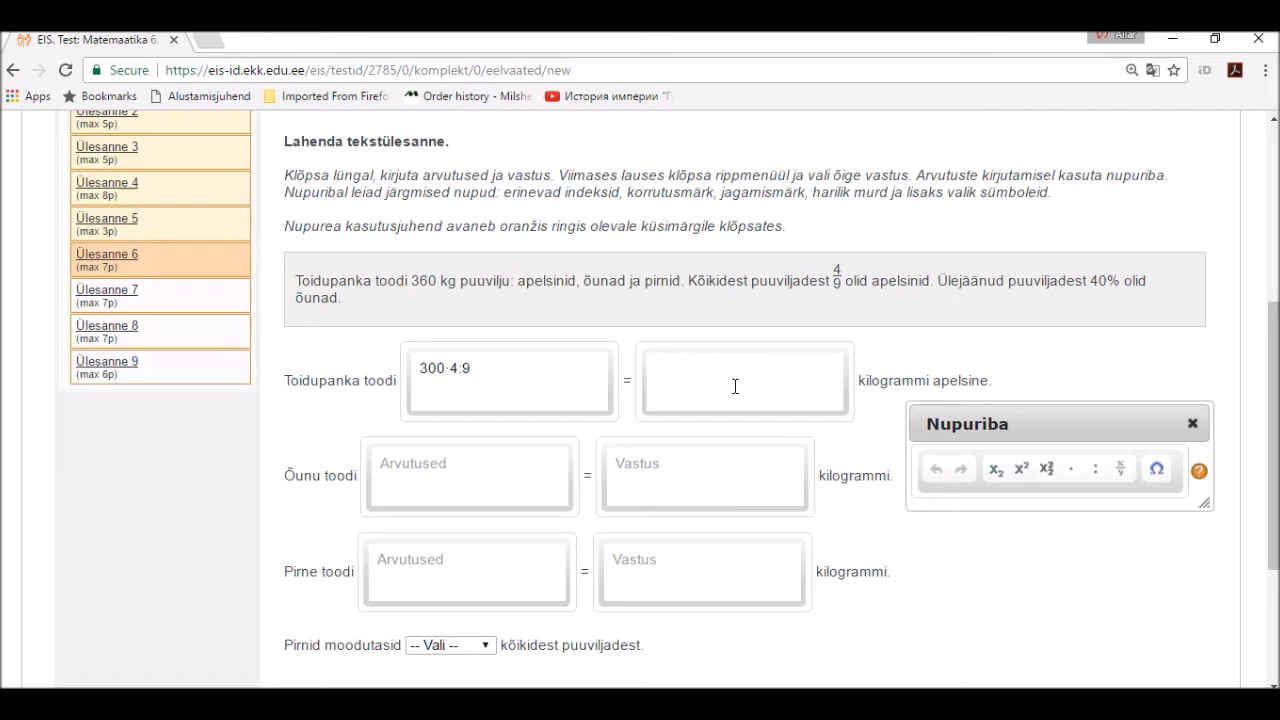 EIS. Test: Matemaatika 6.
Allar
Secure
https://eis-id.ekk.edu.ee/eis/testid/2785/0/komplekt/0/eelvaated/new
Apps
Bookmarks
Alustamisjuhend
Imported From Firefo
Order history - Milshe
История империи "Т
Ülesanne 2
(max 5p)
Ülesanne 3
(max 5p)
Ülesanne 4
(max 8p)
Ülesanne 5
(max 3p)
Ülesanne 6
(max 7p)
Ülesanne 7
(max 7p)
Ülesanne 8
(max 7p)
Ülesanne 9
(max 6p)
Lahenda tekstülesanne.
Klõpsa lüngal, kirjuta arvutused ja vastus. Viimases lauses klõpsa rippmenüül ja vali õige vastus. Arvutuste kirjutamisel kasuta nupuriba.
Nupuribal leiad järgmised nupud: erinevad indeksid, korrutusmärk, jagamismärk, harilik murd ja lisaks valik sümboleid.
Nupurea kasutusjuhend avaneb oranžis ringis olevale küsimärgile klõpsates.
Toidupanka toodi 360 kg puuvilju: apelsinid, õunad ja pirnid. Kõikidest puuviljadest 4/9 olid apelsinid. Ülejäänud puuviljadest 40% olid
õunad.
Toidupanka toodi 300·4:9 = kilogrammi apelsine.
Nupuriba
x₂ x² · : x/y Ω ?
Õunu toodi Arvutused = Vastus kilogrammi.
Pirne toodi Arvutused = Vastus kilogrammi.
Pirnid moodutasid -- Vali -- kõikidest puuviljadest.